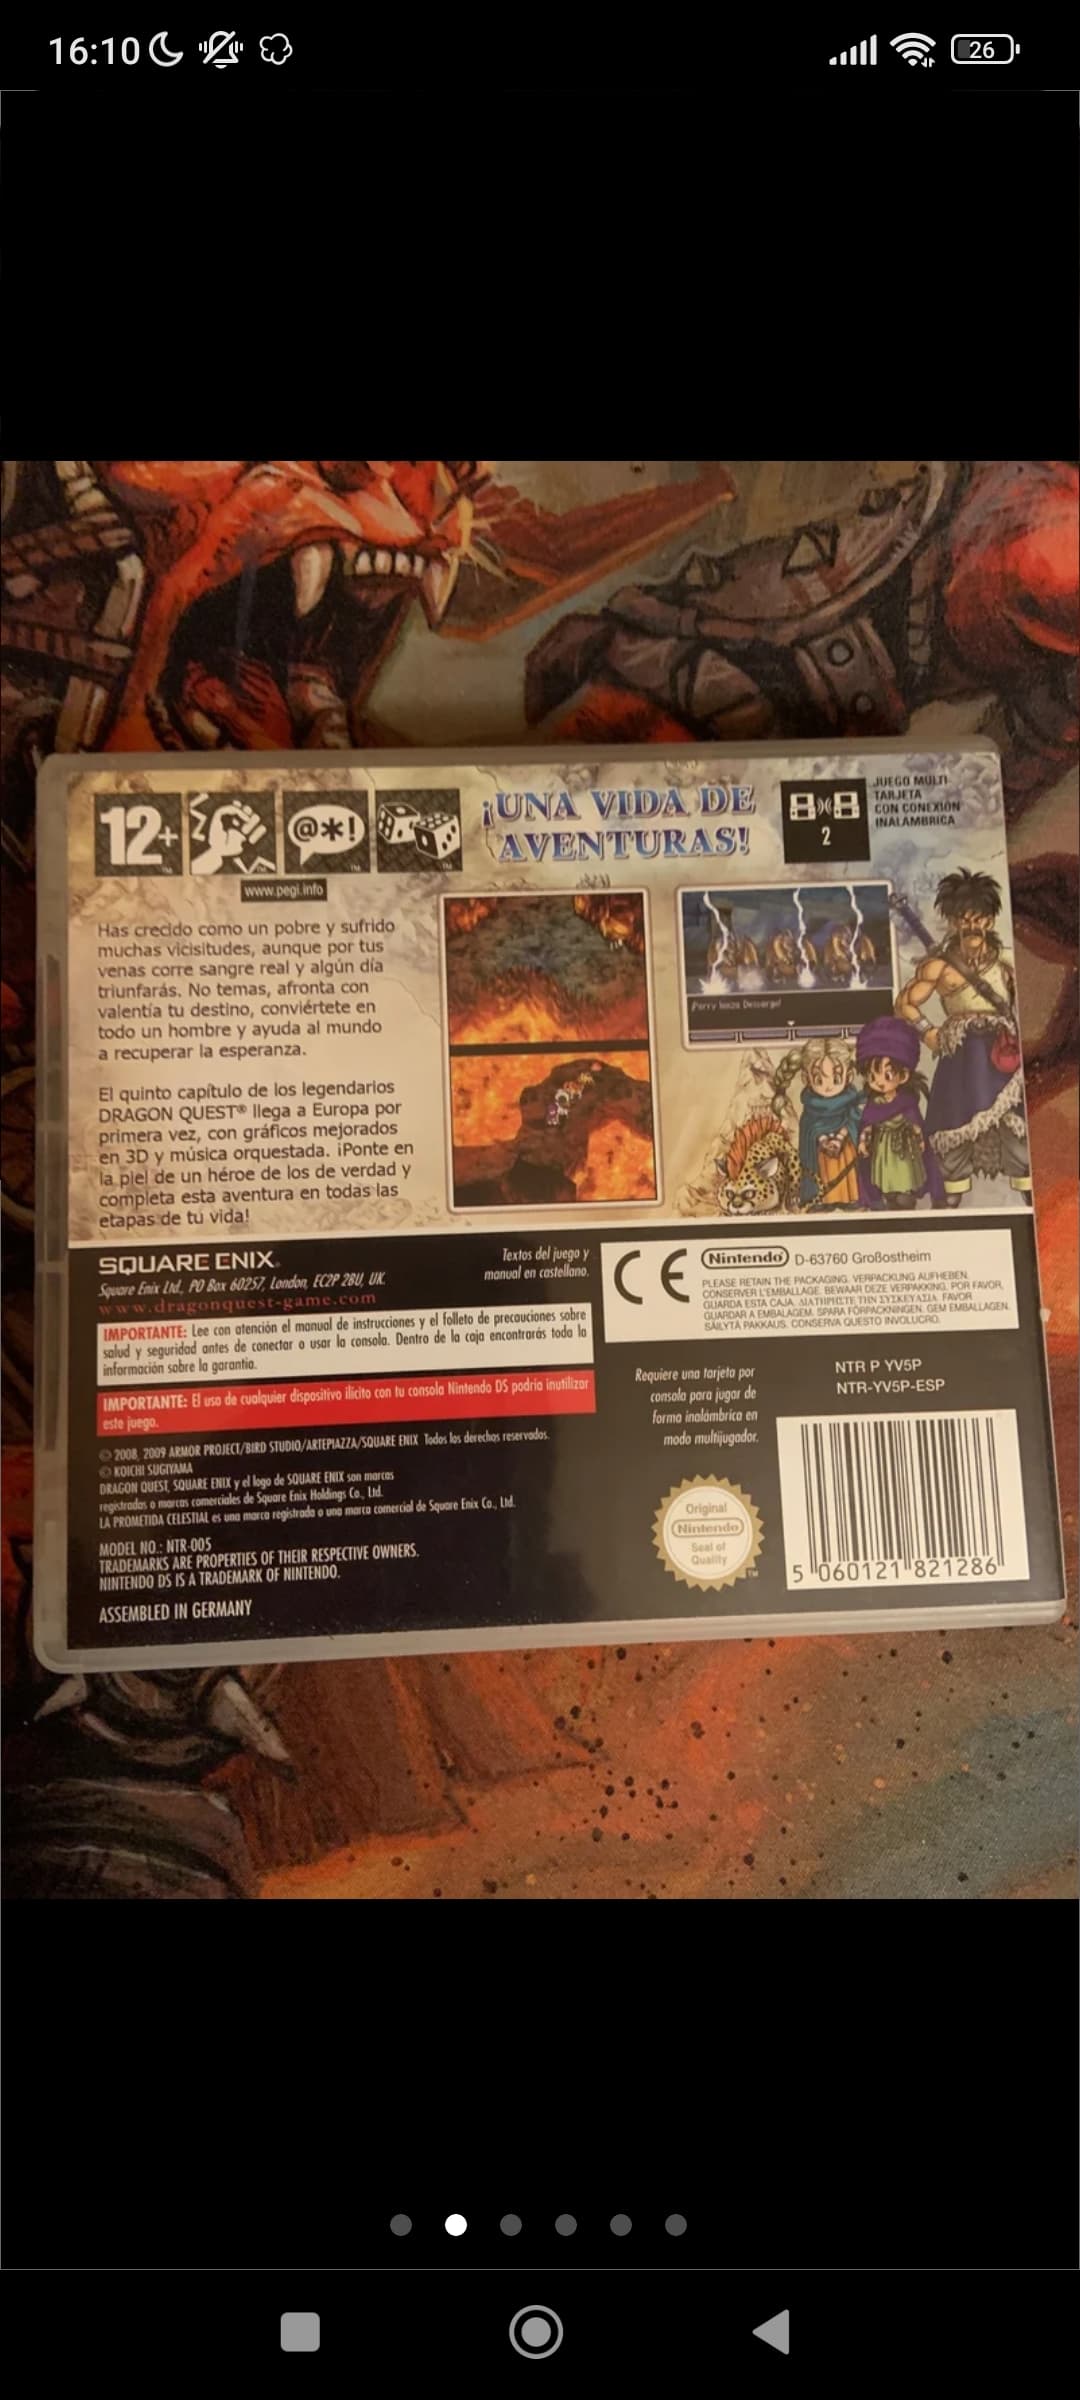 16:10
26
12+
@*!
www.pegi.info
¡UNA VIDA DE
AVENTURAS!
2
JUEGO MULTI-
TARJETA
CON CONEXIÓN
INALÁMBRICA
Has crecido como un pobre y sufrido
muchas vicisitudes, aunque por tus
venas corre sangre real y algún día
triunfarás. No temas, afronta con
valentía tu destino, conviértete en
todo un hombre y ayuda al mundo
a recuperar la esperanza.
El quinto capítulo de los legendarios
DRAGON QUEST® llega a Europa por
primera vez, con gráficos mejorados
en 3D y música orquestada. ¡Ponte en
la piel de un héroe de los de verdad y
completa esta aventura en todas las
etapas de tu vida!
Parry lanza Descarga!
SQUARE ENIX.
Square Enix Ltd., PO Box 60257, London, EC2P 2BU, UK.
www.dragonquest-game.com
Textos del juego y
manual en castellano.
IMPORTANTE: Lee con atención el manual de instrucciones y el folleto de precauciones sobre
salud y seguridad antes de conectar o usar la consola. Dentro de la caja encontrarás toda la
información sobre la garantía.
IMPORTANTE: El uso de cualquier dispositivo ilícito con tu consola Nintendo DS podría inutilizar
este juego.
© 2008, 2009 ARMOR PROJECT/BIRD STUDIO/ARTEPIAZZA/SQUARE ENIX Todos los derechos reservados.
© KOICHI SUGIYAMA
DRAGON QUEST, SQUARE ENIX y el logo de SQUARE ENIX son marcas
registradas o marcas comerciales de Square Enix Holdings Co., Ltd.
LA PROMETIDA CELESTIAL es una marca registrada o una marca comercial de Square Enix Co., Ltd.
MODEL NO.: NTR-005
TRADEMARKS ARE PROPERTIES OF THEIR RESPECTIVE OWNERS.
NINTENDO DS IS A TRADEMARK OF NINTENDO.
ASSEMBLED IN GERMANY
CE
Nintendo D-63760 Großostheim
PLEASE RETAIN THE PACKAGING. VERPACKUNG AUFHEBEN.
CONSERVER L'EMBALLAGE. BEWAAR DEZE VERPAKKING. POR FAVOR,
GUARDA ESTA CAJA. ΔΙΑΤΗΡΗΣΤΕ ΤΗΝ ΣΥΣΚΕΥΑΣΙΑ. FAVOR
GUARDAR A EMBALAGEM. SPARA FÖRPACKNINGEN. GEM EMBALLAGEN.
SÄILYTÄ PAKKAUS. CONSERVA QUESTO INVOLUCRO.
Requiere una tarjeta por
consola para jugar de
forma inalámbrica en
modo multijugador.
NTR P YV5P
NTR-YV5P-ESP
Original
Nintendo
Seal of
Quality
5 060121 821286